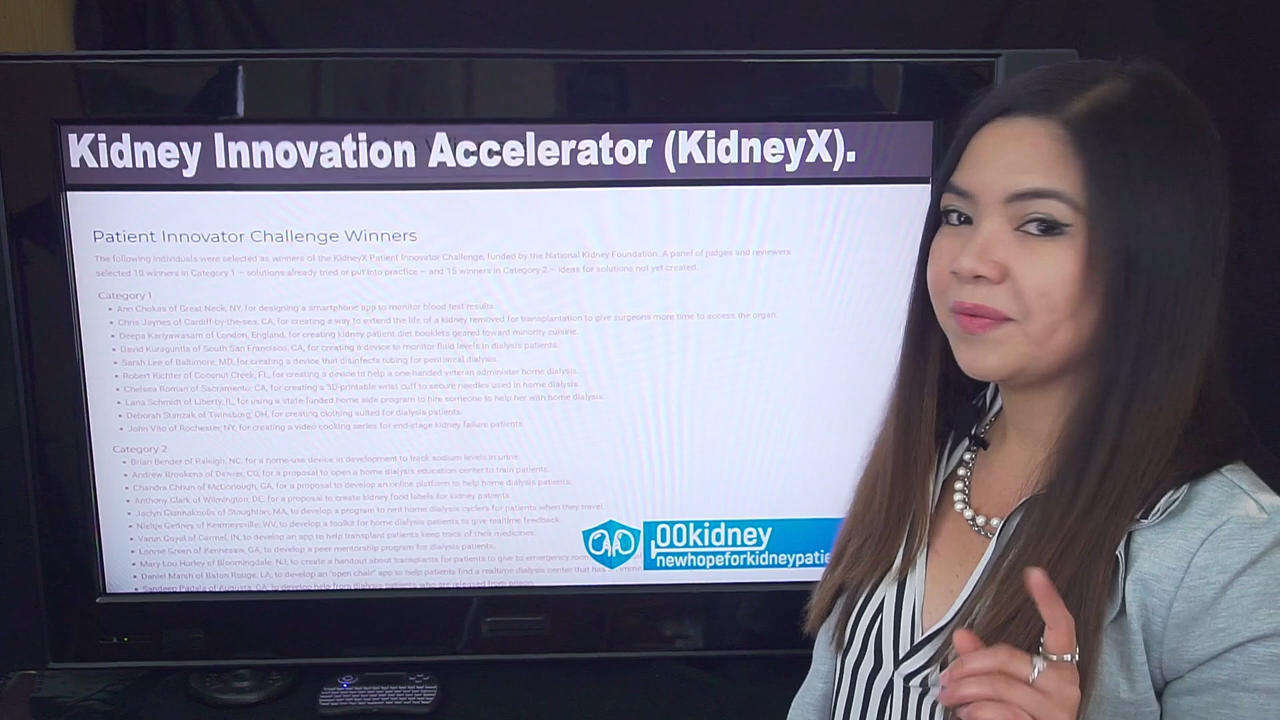 Kidney Innovation Accelerator (KidneyX).
Patient Innovator Challenge Winners
The following individuals were selected as winners of the KidneyX Patient Innovator Challenge, funded by the National Kidney Foundation. A panel of judges and reviewers
selected 10 winners in Category 1 – solutions already tried or put into practice – and 15 winners in Category 2 – ideas for solutions not yet created.
Category 1
Ann Chokas of Great Neck, NY, for designing a smartphone app to monitor blood test results.
Chris Jaynes of Cardiff-by-the-sea, CA, for creating a way to extend the life of a kidney removed for transplantation to give surgeons more time to access the organ.
Deepa Kariyawasam of London, England, for creating kidney patient diet booklets geared toward minority cuisine.
David Kuraguntla of South San Francisco, CA, for creating a device to monitor fluid levels in dialysis patients.
Sarah Lee of Baltimore, MD, for creating a device that disinfects tubing for peritoneal dialysis.
Robert Richter of Coconut Creek, FL, for creating a device to help a one-handed veteran administer home dialysis.
Chelsea Roman of Sacramento, CA, for creating a 3D-printable wrist cuff to secure needles used in home dialysis.
Lana Schmidt of Liberty, IL, for using a state-funded home aide program to hire someone to help her with home dialysis.
Deborah Stanzak of Twinsburg, OH, for creating clothing suited for dialysis patients.
John Vito of Rochester, NY, for creating a video cooking series for end-stage kidney failure patients.
Category 2
Brian Bender of Raleigh, NC, for a home-use device in development to track sodium levels in urine.
Andrew Brookens of Denver, CO, for a proposal to open a home dialysis education center to train patients.
Chandra Chhun of McDonough, GA, for a proposal to develop an online platform to help home dialysis patients.
Anthony Clark of Wilmington, DE, for a proposal to create kidney food labels for kidney patients.
Jaclyn Giannakoulis of Stoughton, MA, to develop a program to rent home dialysis cyclers for patients when they travel.
Gedney of Kearneysville, WV, to develop a toolkit for home dialysis patients to give realtime feedback.
Varun Goyal of Carmel, IN, to develop an app to help transplant patients keep track of their medicines.
Lonnie Green of Kennesaw, GA, to develop a peer mentorship program for dialysis patients.
Mary Lou Hurley of Bloomingdale, NJ, to create a handout about transplants for patients to give to emergency room
Daniel Marsh of Baton Rouge, LA, to develop an "open chair" app to help patients find a realtime dialysis center that has
Sandeep Padala of Augusta, GA, to develop help from dialysis patients who are released from prison.
00kidney
newhopeforkidneypatie